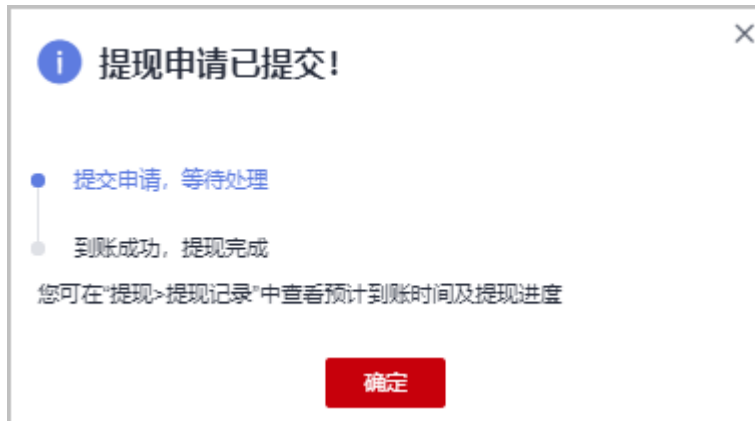 提现申请已提交!
提交申请, 等待处理
到账成功, 提现完成
您可在“提现>提现记录”中查看预计到账时间及提现进度
确定